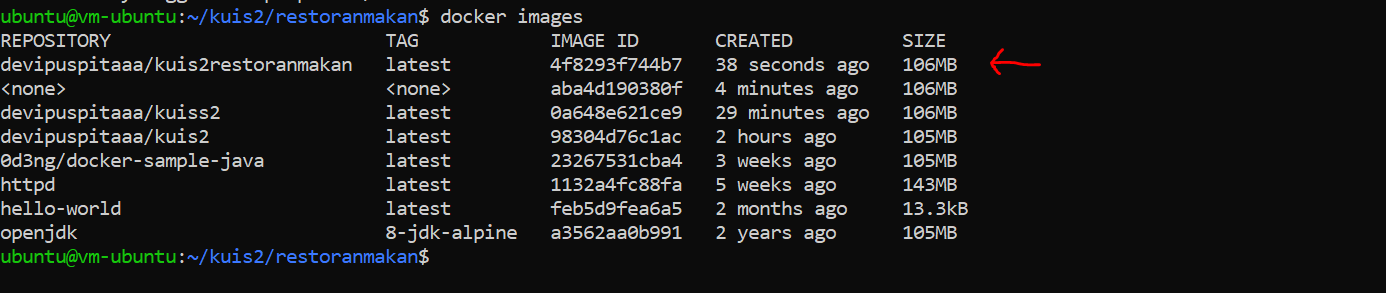 ubuntu@vm-ubuntu:~/kuis2/restoranmakan$ docker images
REPOSITORY TAG IMAGE ID CREATED SIZE
devipuspitaaa/kuis2restoranmakan latest 4f8293f744b7 38 seconds ago 106MB
<none> <none> aba4d190380f 4 minutes ago 106MB
devipuspitaaa/kuiss2 latest 0a648e621ce9 29 minutes ago 106MB
devipuspitaaa/kuis2 latest 98304d76c1ac 2 hours ago 105MB
0d3ng/docker-sample-java latest 23267531cba4 3 weeks ago 105MB
httpd latest 1132a4fc88fa 5 weeks ago 143MB
hello-world latest feb5d9fea6a5 2 months ago 13.3kB
openjdk 8-jdk-alpine a3562aa0b991 2 years ago 105MB
ubuntu@vm-ubuntu:~/kuis2/restoranmakan$